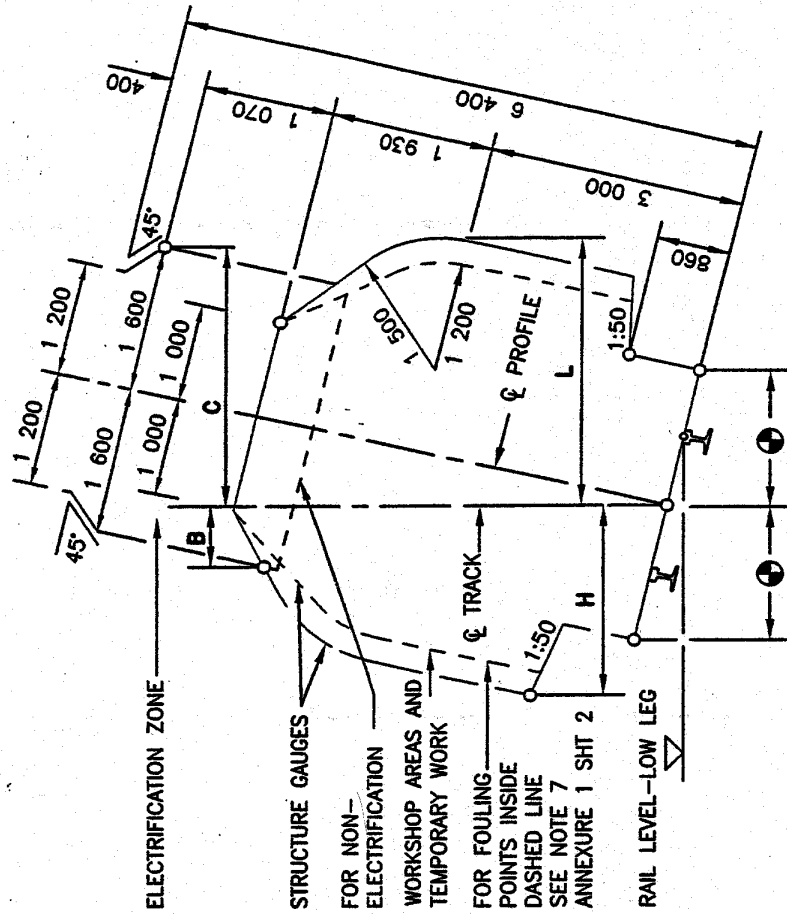 400
1 070
1 930
6 400
3 000
860
45°
1 200
1 600
1 000
1 200
1 600
1 000
45°
C
B
1 500
1 200
1:50
℄ PROFILE
L
℄ TRACK
H
1:50
ELECTRIFICATION ZONE
STRUCTURE GAUGES
FOR NON-
ELECTRIFICATION
WORKSHOP AREAS AND
TEMPORARY WORK
FOR FOULING
POINTS INSIDE
DASHED LINE
SEE NOTE 7
ANNEXURE 1 SHT 2
RAIL LEVEL-LOW LEG